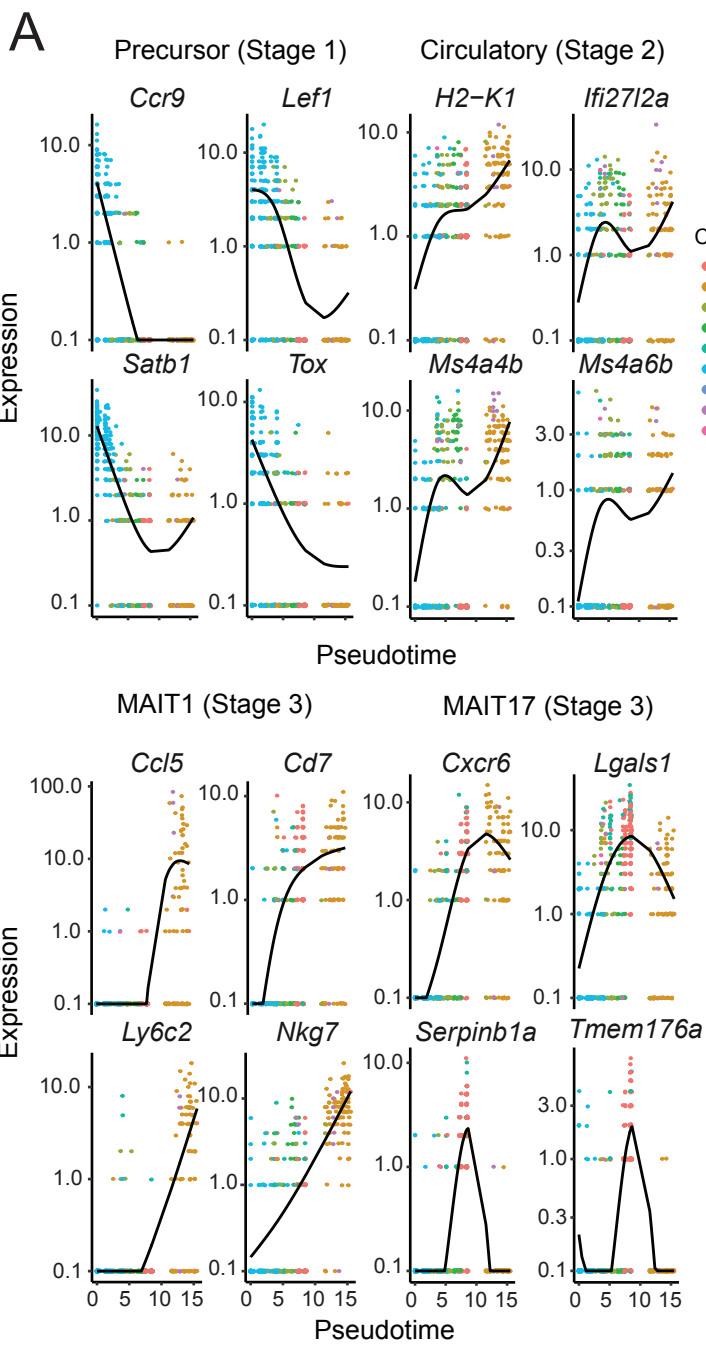 A
Precursor (Stage 1) Circulatory (Stage 2)
Ccr9 Lef1 H2−K1 Ifi27l2a
10.0 10.0 10.0 10.0
1.0 1.0 1.0 1.0
0.1 0.1 0.1 0.1
Expression
C
Satb1 Tox Ms4a4b Ms4a6b
10.0 10.0 10.0 3.0
1.0 1.0 1.0 1.0
0.3
0.1 0.1 0.1 0.1
Pseudotime
MAIT1 (Stage 3) MAIT17 (Stage 3)
Ccl5 Cd7 Cxcr6 Lgals1
100.0 10.0 10.0 10.0
10.0
1.0 1.0 1.0 1.0
0.1 0.1 0.1 0.1
Expression
Ly6c2 Nkg7 Serpinb1a Tmem176a
10.0 10.0 10.0 3.0
1.0 1.0 1.0 1.0
0.3
0.1 0.1 0.1 0.1
0 5 10 15 0 5 10 15 0 5 10 15 0 5 10 15
Pseudotime